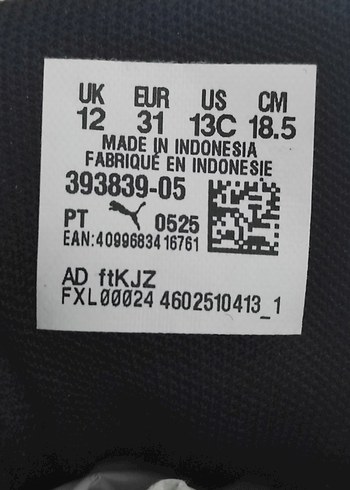 UK EUR US CM
12 31 13C 18.5
MADE IN INDONESIA
FABRIQUÉ EN INDONESIE
393839-05
PT 0525
EAN:4099683416761
AD ftKJZ
FXL00024 4602510413_1